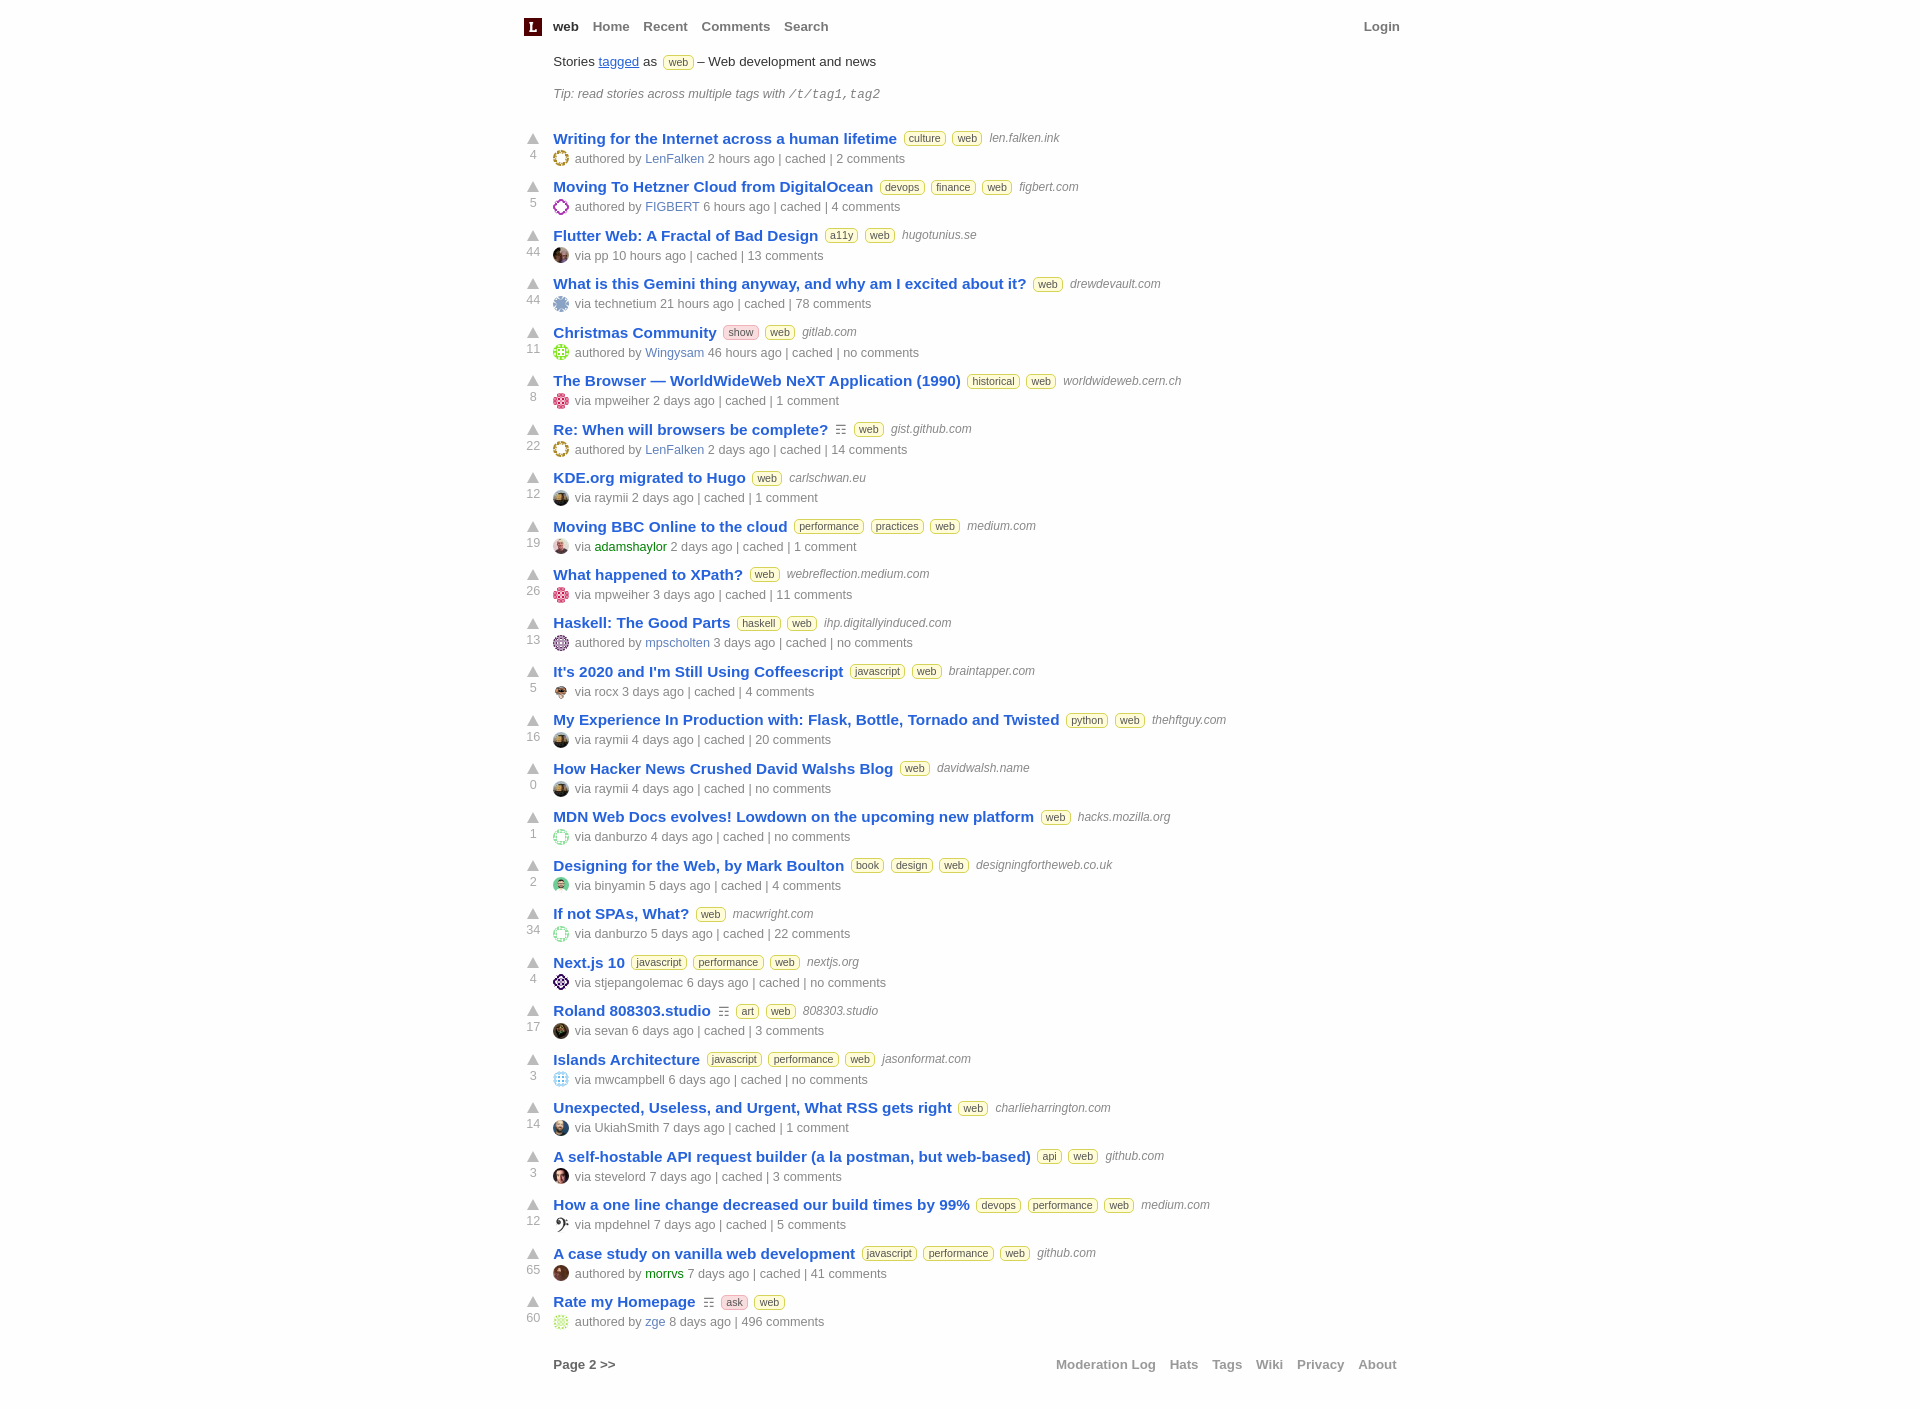 L web Home Recent Comments Search Login
Stories tagged as web – Web development and news
Tip: read stories across multiple tags with /t/tag1,tag2
Writing for the Internet across a human lifetime culture web len.falken.ink
4 authored by LenFalken 2 hours ago | cached | 2 comments
Moving To Hetzner Cloud from DigitalOcean devops finance web figbert.com
5 authored by FIGBERT 6 hours ago | cached | 4 comments
Flutter Web: A Fractal of Bad Design a11y web hugotunius.se
44 via pp 10 hours ago | cached | 13 comments
What is this Gemini thing anyway, and why am I excited about it? web drewdevault.com
44 via technetium 21 hours ago | cached | 78 comments
Christmas Community show web gitlab.com
11 authored by Wingysam 46 hours ago | cached | no comments
The Browser — WorldWideWeb NeXT Application (1990) historical web worldwideweb.cern.ch
8 via mpweiher 2 days ago | cached | 1 comment
Re: When will browsers be complete? ☶ web gist.github.com
22 authored by LenFalken 2 days ago | cached | 14 comments
KDE.org migrated to Hugo web carlschwan.eu
12 via raymii 2 days ago | cached | 1 comment
Moving BBC Online to the cloud performance practices web medium.com
19 via adamshaylor 2 days ago | cached | 1 comment
What happened to XPath? web webreflection.medium.com
26 via mpweiher 3 days ago | cached | 11 comments
Haskell: The Good Parts haskell web ihp.digitallyinduced.com
13 authored by mpscholten 3 days ago | cached | no comments
It's 2020 and I'm Still Using Coffeescript javascript web braintapper.com
5 via rocx 3 days ago | cached | 4 comments
My Experience In Production with: Flask, Bottle, Tornado and Twisted python web thehftguy.com
16 via raymii 4 days ago | cached | 20 comments
How Hacker News Crushed David Walshs Blog web davidwalsh.name
0 via raymii 4 days ago | cached | no comments
MDN Web Docs evolves! Lowdown on the upcoming new platform web hacks.mozilla.org
1 via danburzo 4 days ago | cached | no comments
Designing for the Web, by Mark Boulton book design web designingfortheweb.co.uk
2 via binyamin 5 days ago | cached | 4 comments
If not SPAs, What? web macwright.com
34 via danburzo 5 days ago | cached | 22 comments
Next.js 10 javascript performance web nextjs.org
4 via stjepangolemac 6 days ago | cached | no comments
Roland 808303.studio ☶ art web 808303.studio
17 via sevan 6 days ago | cached | 3 comments
Islands Architecture javascript performance web jasonformat.com
3 via mwcampbell 6 days ago | cached | no comments
Unexpected, Useless, and Urgent, What RSS gets right web charlieharrington.com
14 via UkiahSmith 7 days ago | cached | 1 comment
A self-hostable API request builder (a la postman, but web-based) api web github.com
3 via stevelord 7 days ago | cached | 3 comments
How a one line change decreased our build times by 99% devops performance web medium.com
12 via mpdehnel 7 days ago | cached | 5 comments
A case study on vanilla web development javascript performance web github.com
65 authored by morrvs 7 days ago | cached | 41 comments
Rate my Homepage ☶ ask web
60 authored by zge 8 days ago | 496 comments
Page 2 >> Moderation Log Hats Tags Wiki Privacy About